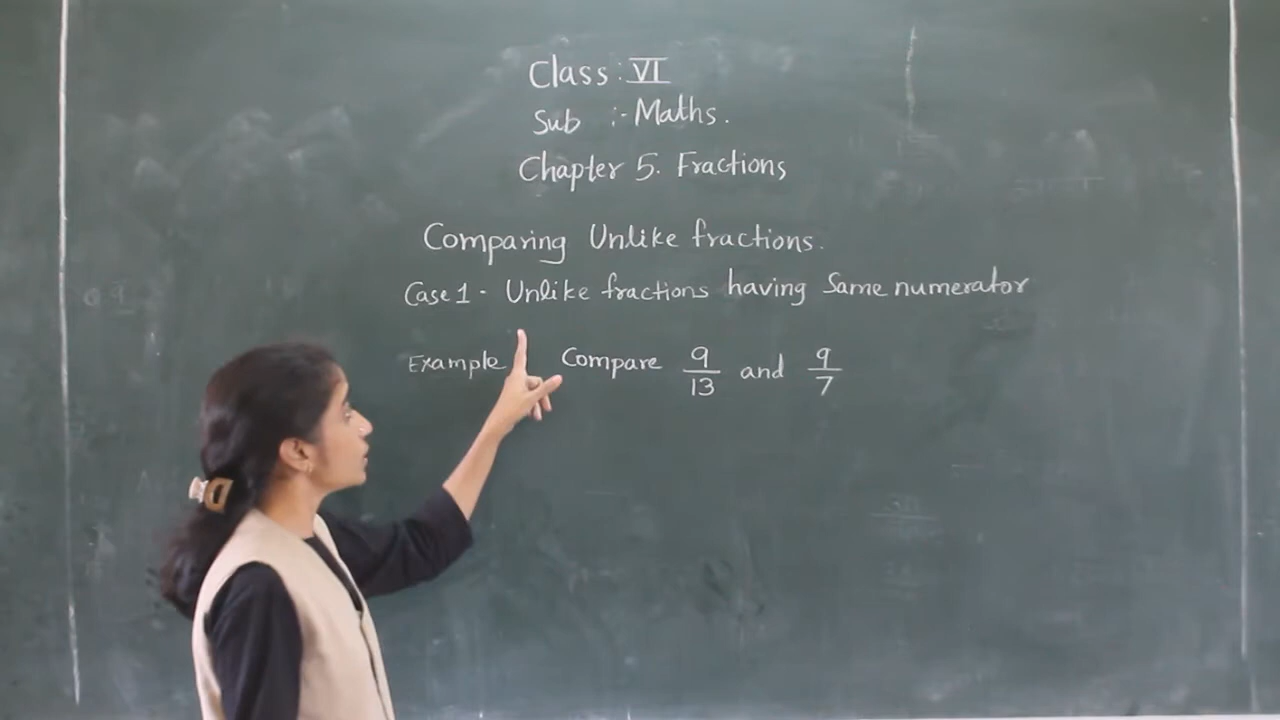 Class : VI
Sub :- Maths.
Chapter 5. Fractions
Comparing Unlike fractions.
Case 1 - Unlike fractions having Same numerator
Example Compare 9/13 and 9/7